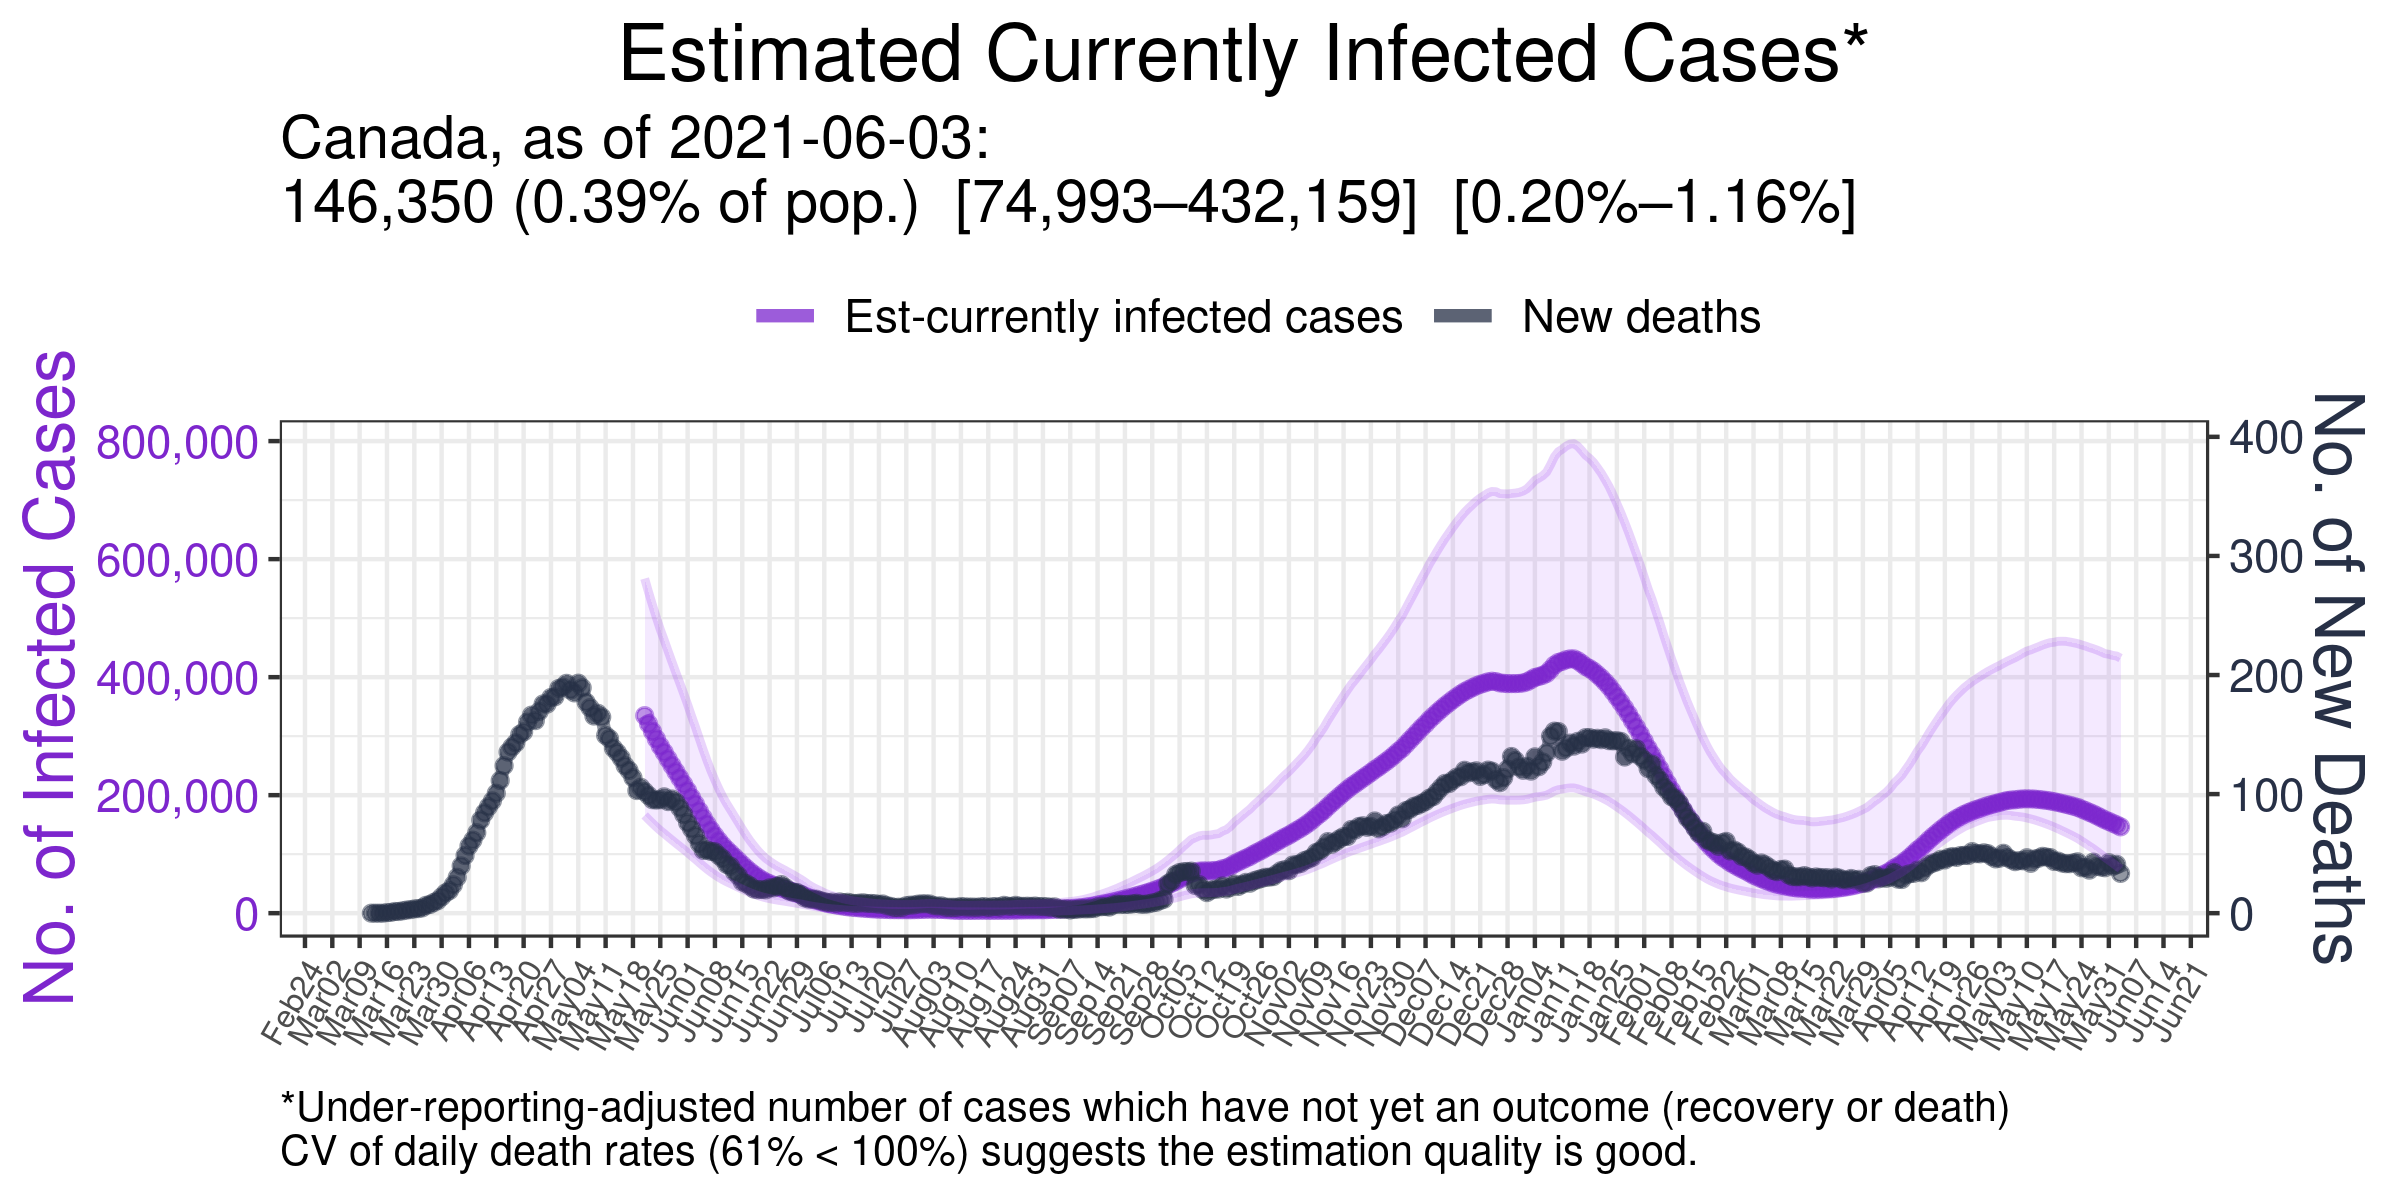 Estimated Currently Infected Cases*
Canada, as of 2021-06-03:
146,350 (0.39% of pop.) [74,993–432,159] [0.20%–1.16%]
Est-currently infected cases New deaths
No. of Infected Cases
800,000
600,000
400,000
200,000
0
400
300
200
100
0
No. of New Deaths
Feb24 Mar02 Mar09 Mar16 Mar23 Mar30 Apr06 Apr13 Apr20 Apr27 May04 May11 May18 May25 Jun01 Jun08 Jun15 Jun22 Jun29 Jul06 Jul13 Jul20 Jul27 Aug03 Aug10 Aug17 Aug24 Aug31 Sep07 Sep14 Sep21 Sep28 Oct05 Oct12 Oct19 Oct26 Nov02 Nov09 Nov16 Nov23 Nov30 Dec07 Dec14 Dec21 Dec28 Jan04 Jan11 Jan18 Jan25 Feb01 Feb08 Feb15 Feb22 Mar01 Mar08 Mar15 Mar22 Mar29 Apr05 Apr12 Apr19 Apr26 May03 May10 May17 May24 May31 Jun07 Jun14 Jun21
*Under-reporting-adjusted number of cases which have not yet an outcome (recovery or death)
CV of daily death rates (61% < 100%) suggests the estimation quality is good.